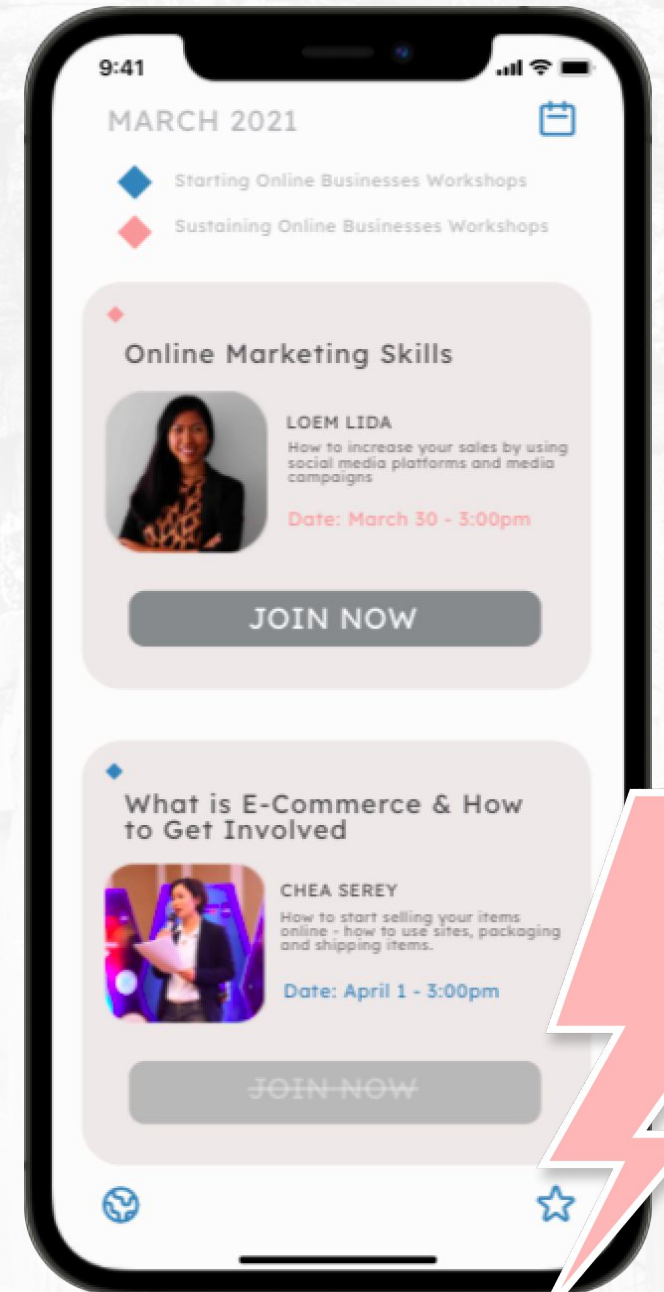 9:41
MARCH 2021
Starting Online Businesses Workshops
Sustaining Online Businesses Workshops
Online Marketing Skills
LOEM LIDA
How to increase your sales by using
social media platforms and media
campaigns
Date: March 30 - 3:00pm
JOIN NOW
What is E-Commerce & How
to Get Involved
CHEA SEREY
How to start selling your items
online - how to use sites, packaging
and shipping items.
Date: April 1 - 3:00pm
JOIN NOW